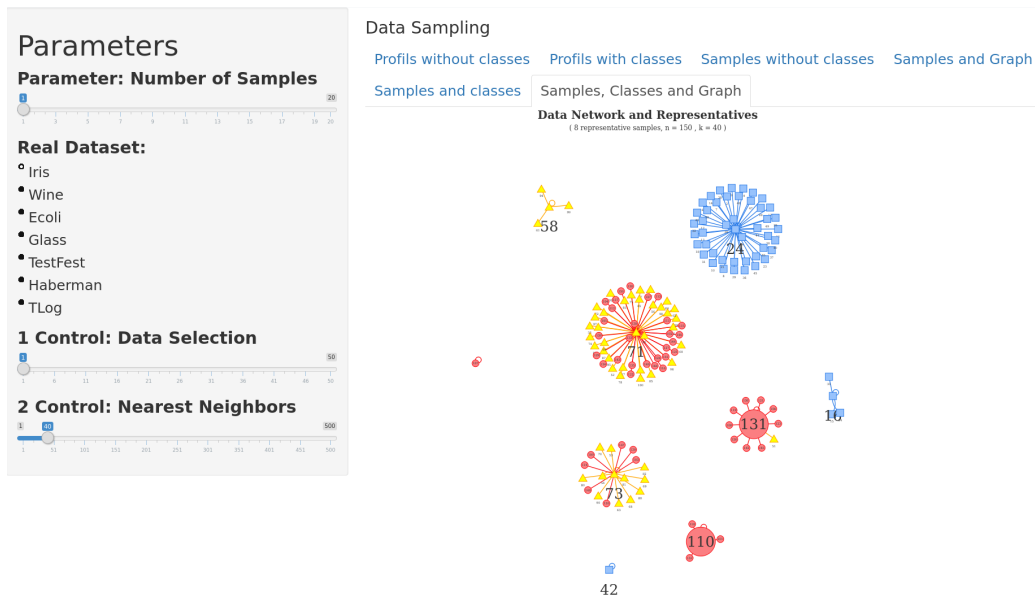 Parameters
Parameter: Number of Samples
1 20
1 3 5 7 9 11 13 15 17 19 20
Real Dataset:
Iris
Wine
Ecoli
Glass
TestFest
Haberman
TLog
1 Control: Data Selection
1 50
1 6 11 16 21 26 31 36 41 46 50
2 Control: Nearest Neighbors
1 40 500
1 51 101 151 201 251 301 351 401 451 500
Data Sampling
Profils without classes Profils with classes Samples without classes Samples and Graph
Samples and classes Samples, Classes and Graph
Data Network and Representatives
( 8 representative samples, n = 150 , k = 40 )
58
24
71
16
131
73
110
42